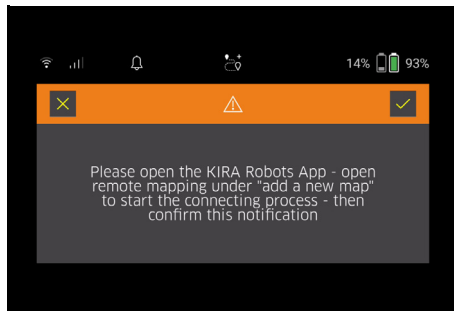 14% 93%
Please open the KIRA Robots App - open
remote mapping under "add a new map"
to start the connecting process - then
confirm this notification